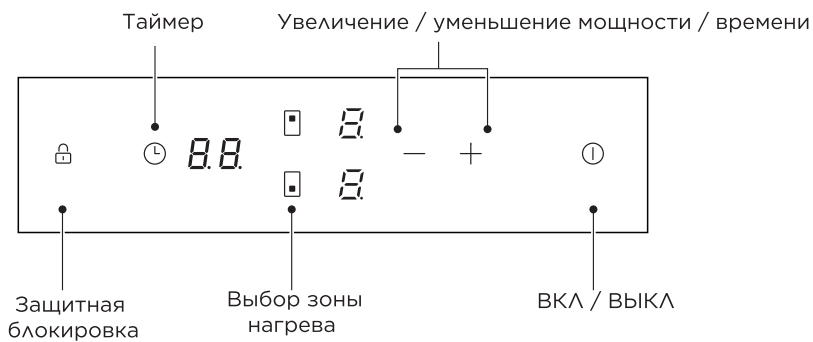 Таймер
Увеличение / уменьшение мощности / времени
8.8.
8.
8.
Защитная
блокировка
Выбор зоны
нагрева
ВКЛ / ВЫКЛ